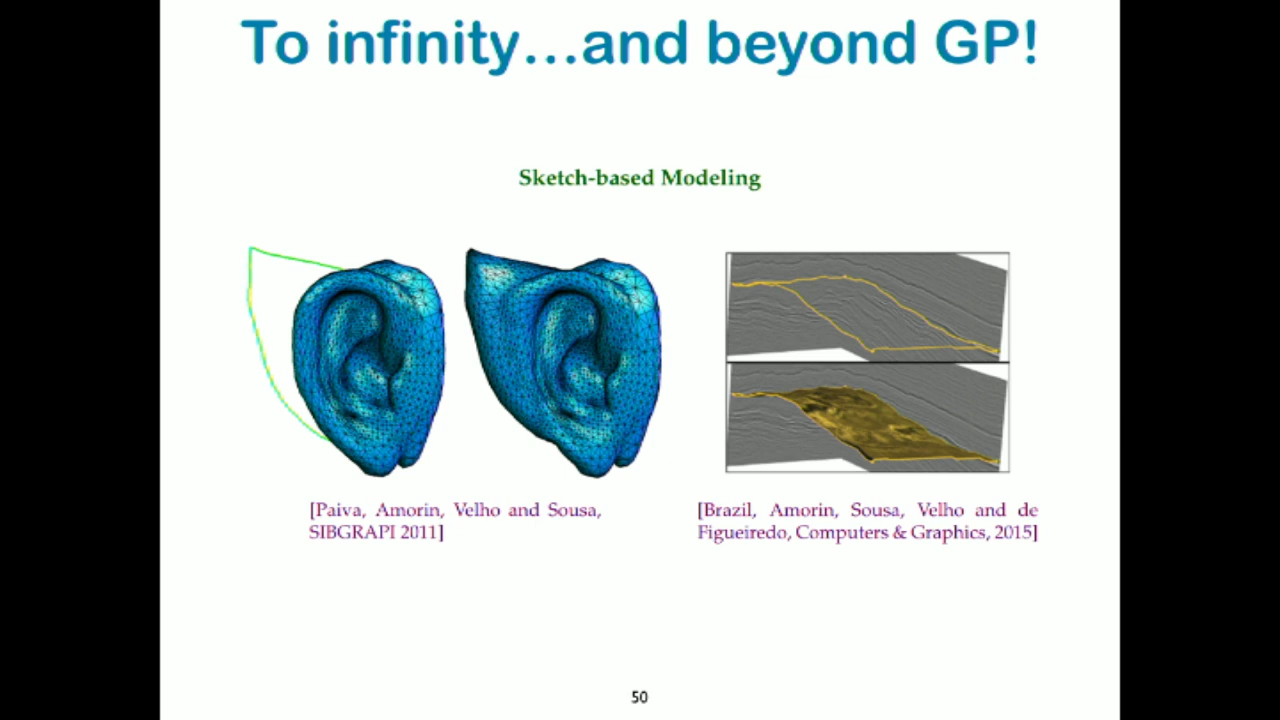 To infinity...and beyond GP!
Sketch-based Modeling
[Paiva, Amorin, Velho and Sousa,
SIBGRAPI 2011]
[Brazil, Amorin, Sousa, Velho and de
Figueiredo, Computers & Graphics, 2015]
50